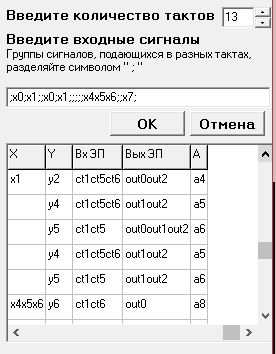 Введите количество тактов 13
Введите входные сигналы
Группы сигналов, подающихся в разных тактах,
разделяйте символом " ; "
;x0;x1;;x0;x1;;;;;x4x5x6;;x7;
OK Отмена
X Y Вх ЭП Вых ЭП A
x1 y2 ct1ct5ct6 out0out2 a4
y4 ct1ct5ct6 out1out2 a5
y5 ct1ct5 out0out1out2 a6
y4 ct1ct5ct6 out1out2 a5
y5 ct1ct5 out1out2 a6
x4x5x6 y6 ct1ct6 out0 a8